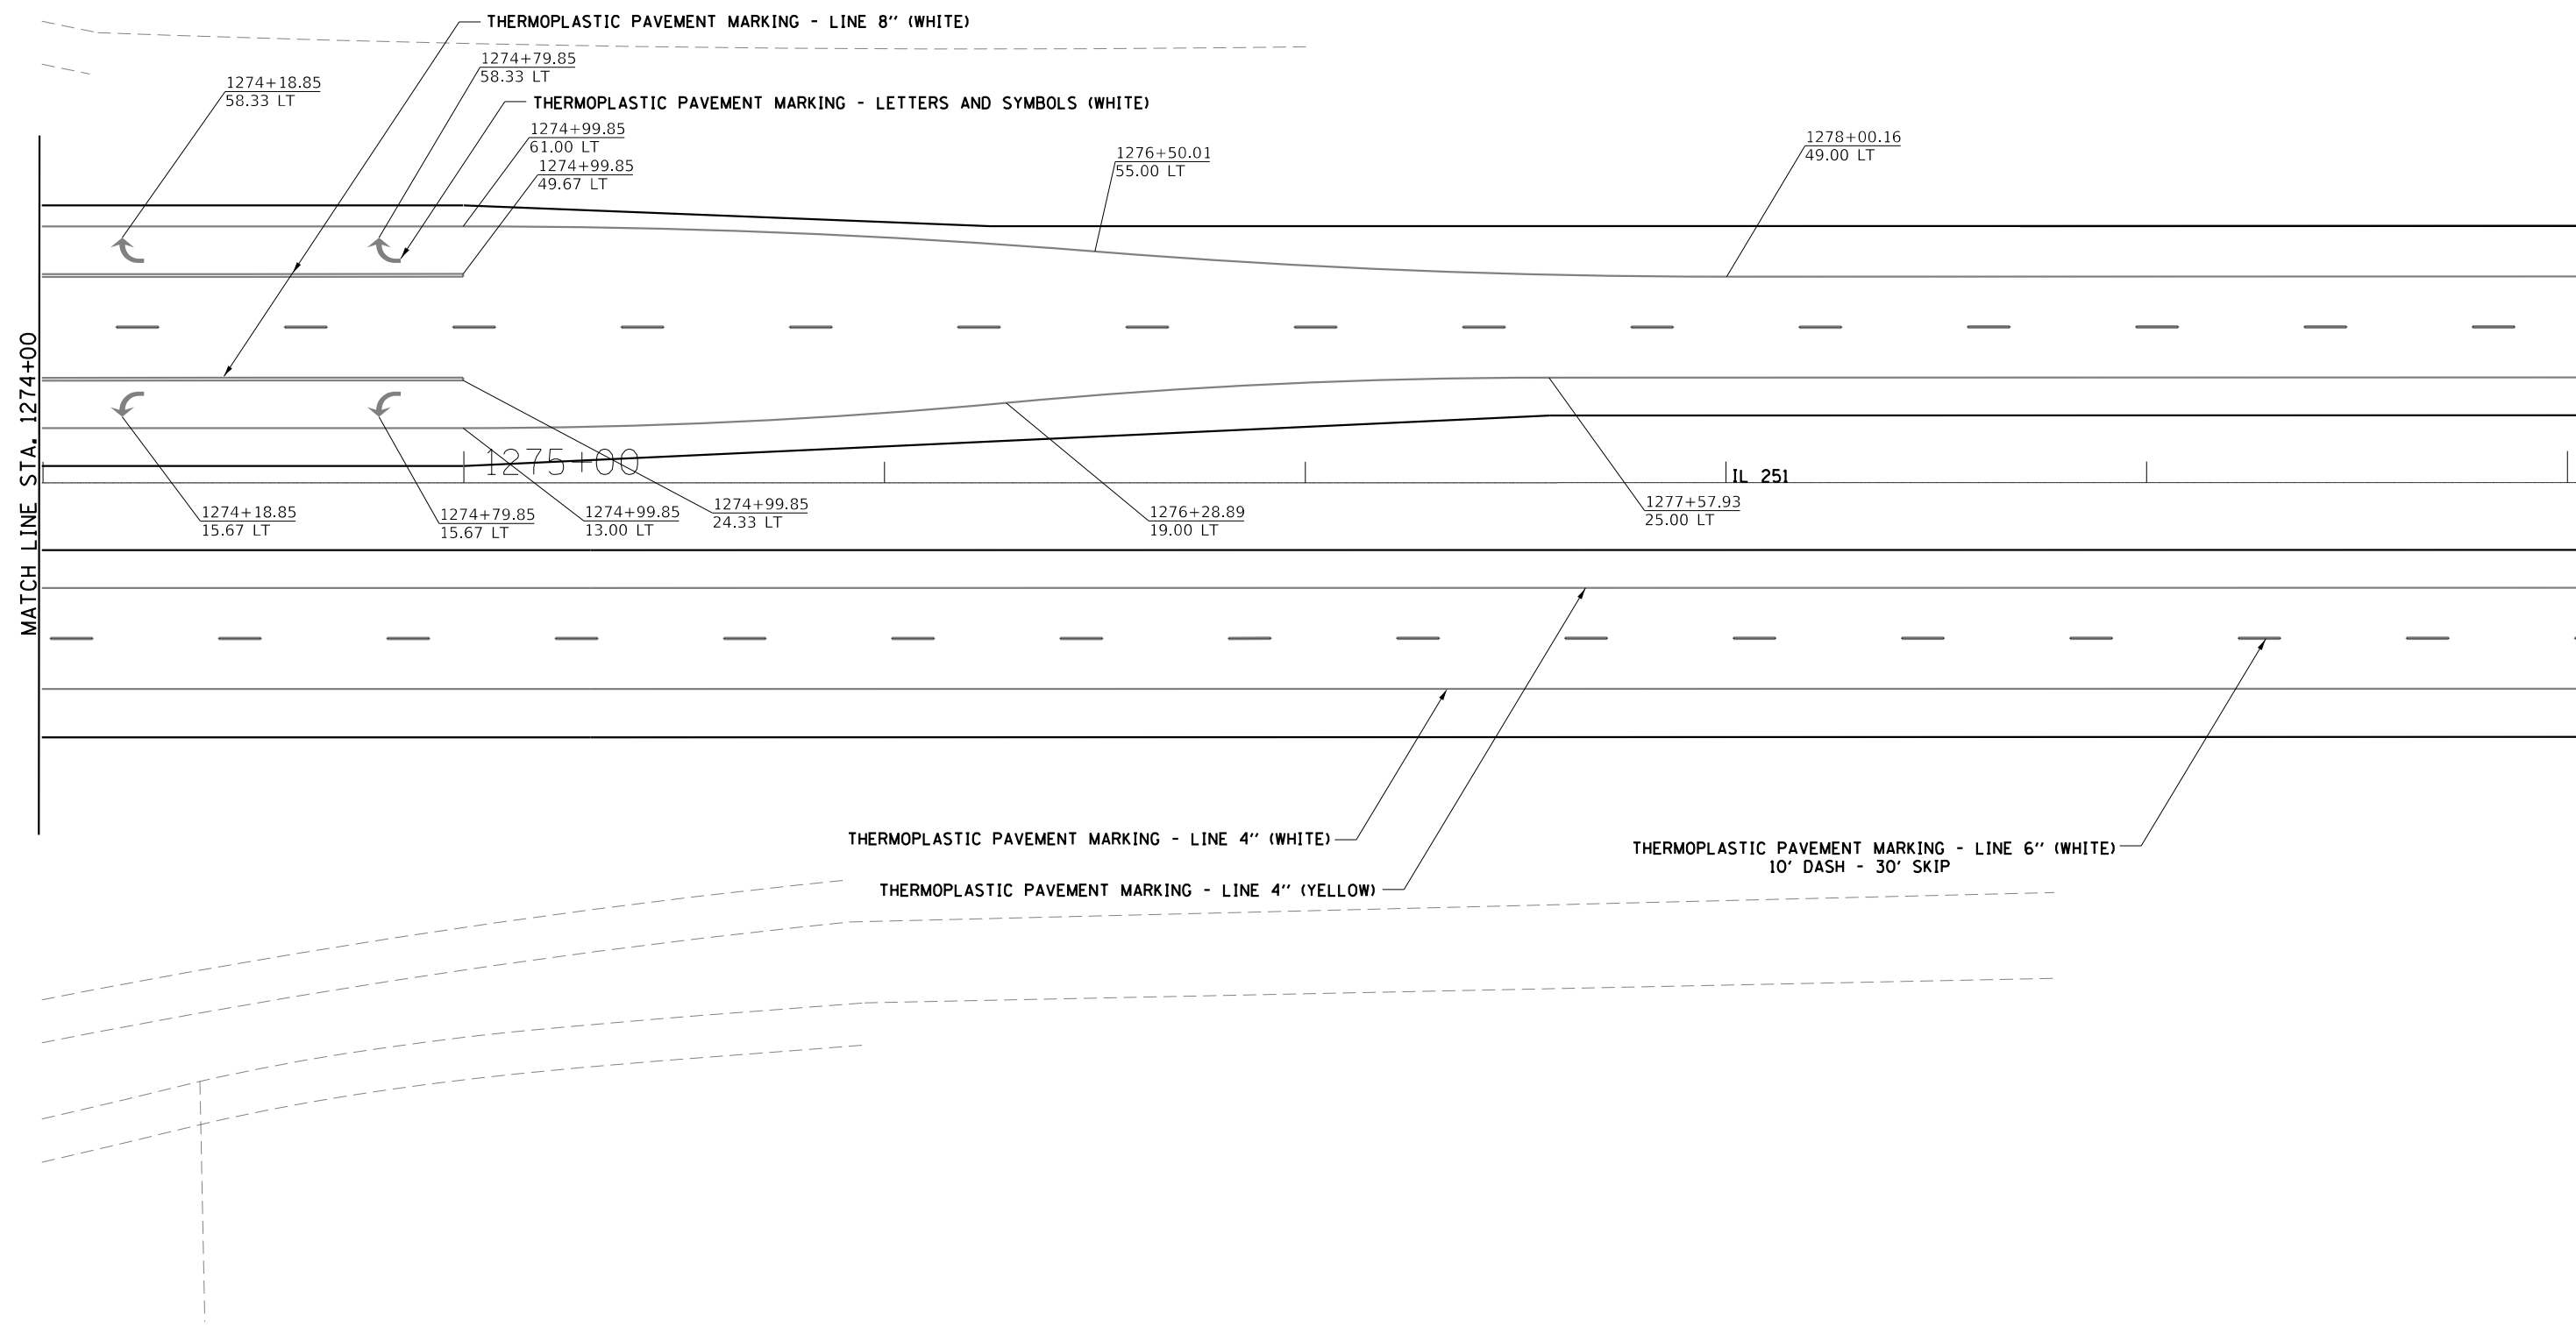 THERMOPLASTIC PAVEMENT MARKING - LINE 8" (WHITE)
1274+79.85
58.33 LT
1274+18.85
58.33 LT
THERMOPLASTIC PAVEMENT MARKING - LETTERS AND SYMBOLS (WHITE)
1274+99.85
61.00 LT
1274+99.85
49.67 LT
1276+50.01
55.00 LT
1278+00.16
49.00 LT
MATCH LINE STA. 1274+00
1275+00
IL 251
1274+18.85
15.67 LT
1274+79.85
15.67 LT
1274+99.85
13.00 LT
1274+99.85
24.33 LT
1276+28.89
19.00 LT
1277+57.93
25.00 LT
THERMOPLASTIC PAVEMENT MARKING - LINE 4" (WHITE)
THERMOPLASTIC PAVEMENT MARKING - LINE 4" (YELLOW)
THERMOPLASTIC PAVEMENT MARKING - LINE 6" (WHITE)
10' DASH - 30' SKIP